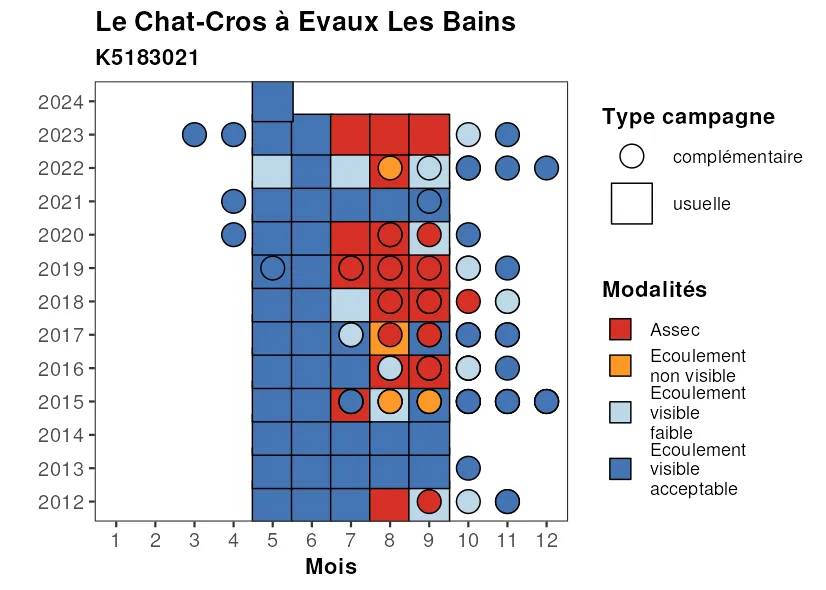 Le Chat-Cros à Evaux Les Bains
K5183021
2024
2023
2022
2021
2020
2019
2018
2017
2016
2015
2014
2013
2012
1 2 3 4 5 6 7 8 9 10 11 12
Mois
Type campagne
complémentaire
usuelle
Modalités
Assec
Ecoulement
non visible
Ecoulement
visible
faible
Ecoulement
visible
acceptable